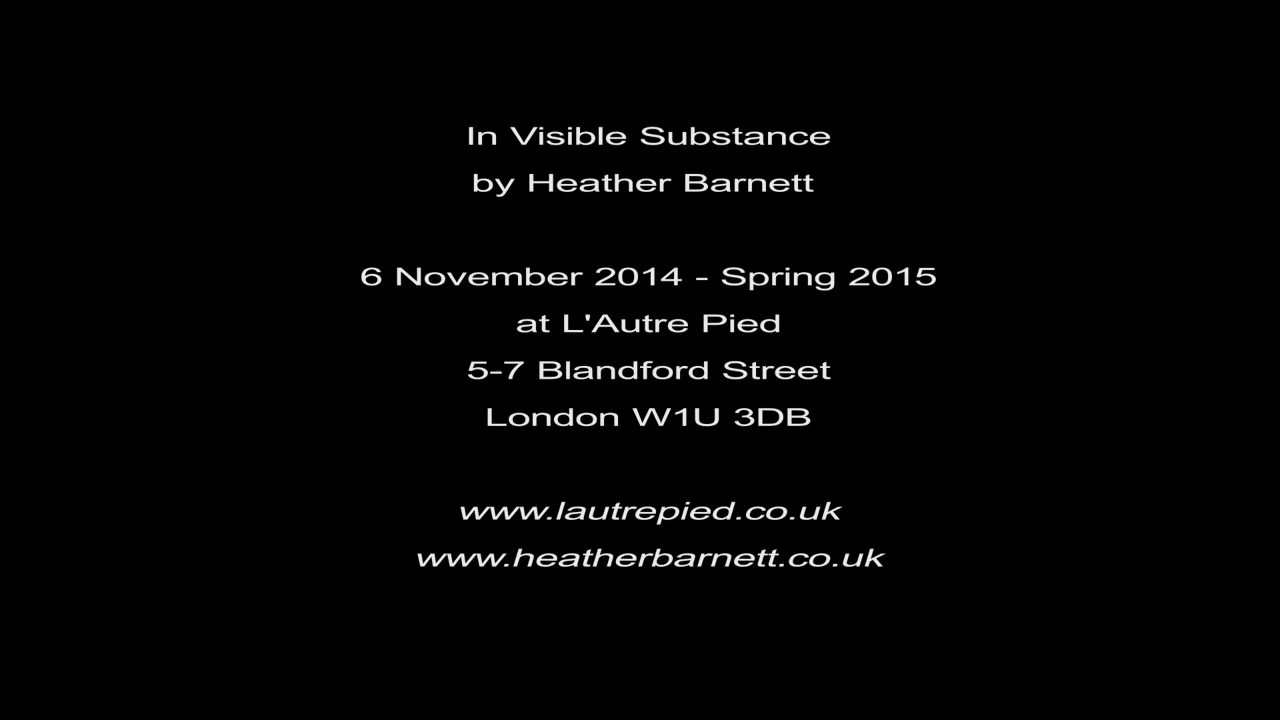 In Visible Substance
by Heather Barnett
6 November 2014 - Spring 2015
at L'Autre Pied
5-7 Blandford Street
London W1U 3DB
www.lautrepied.co.uk
www.heatherbarnett.co.uk